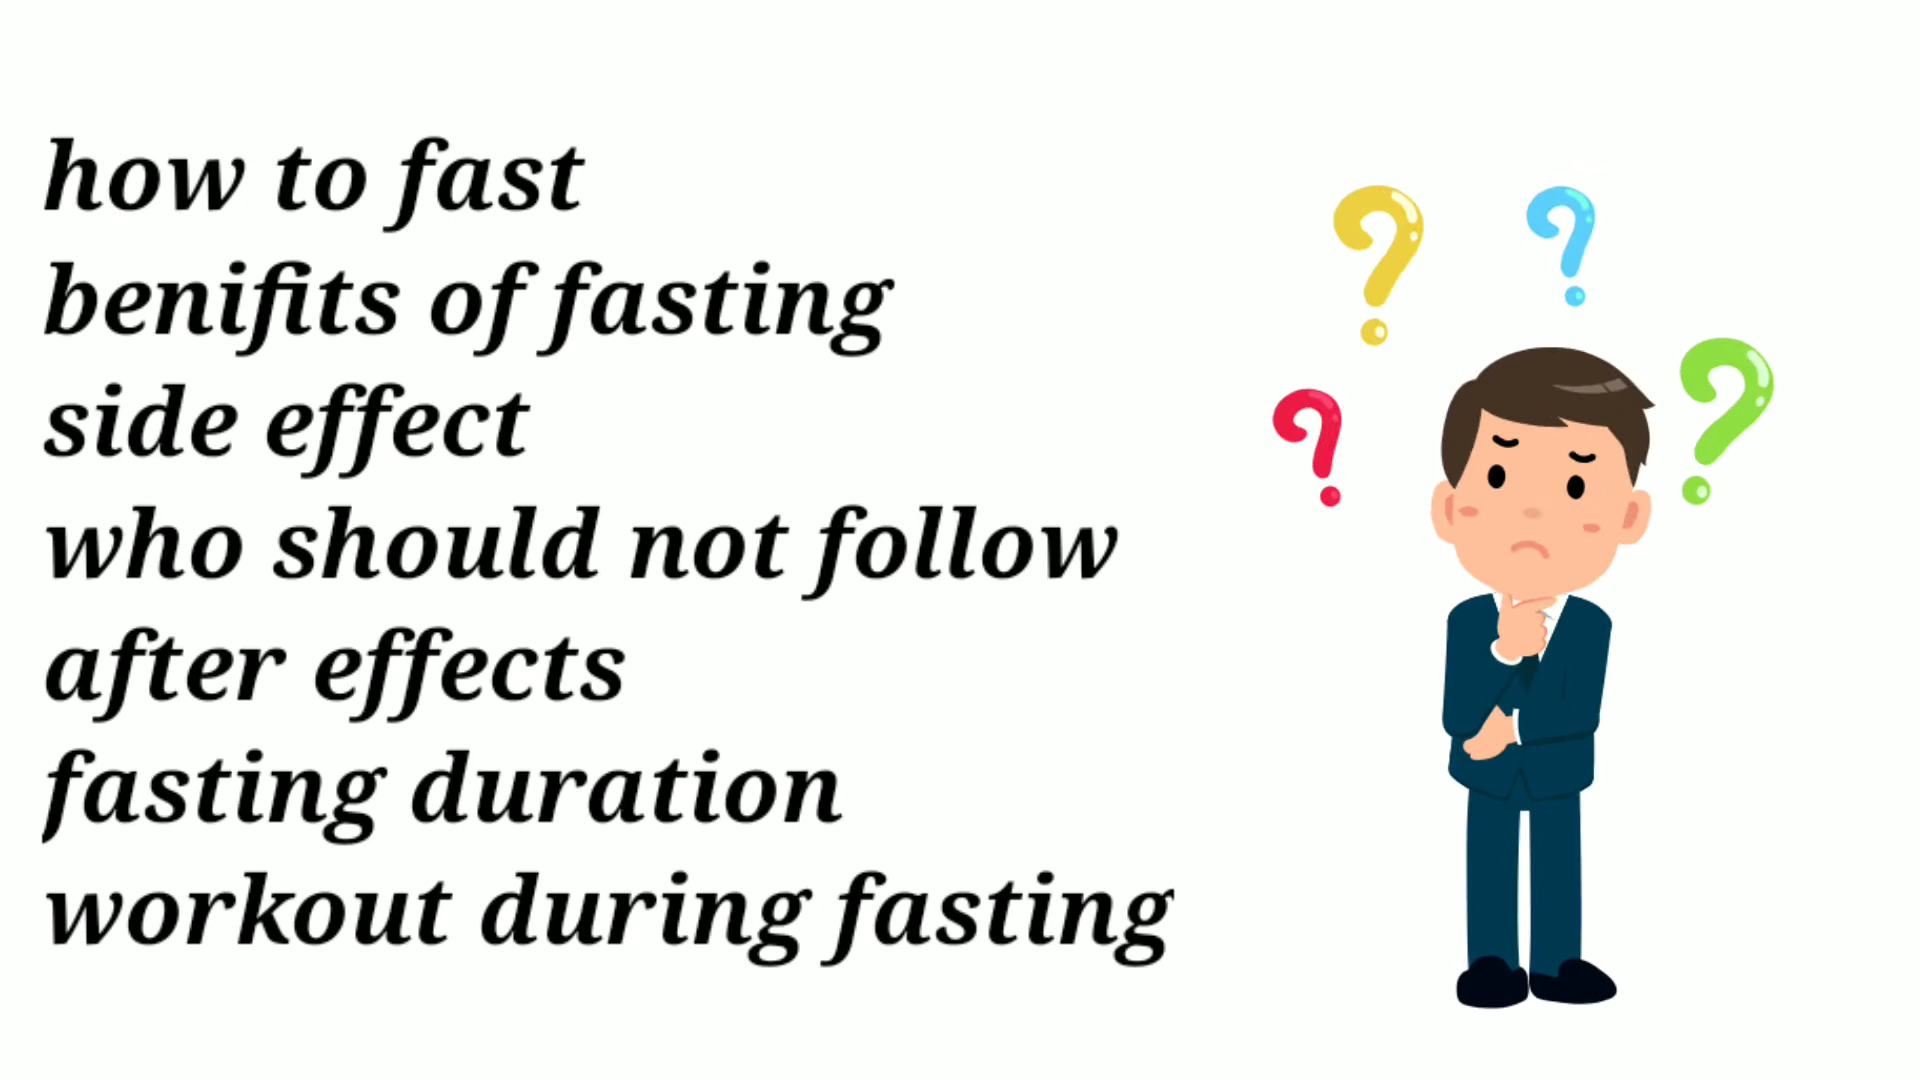 how to fast
benifits of fasting
side effect
who should not follow
after effects
fasting duration
workout during fasting